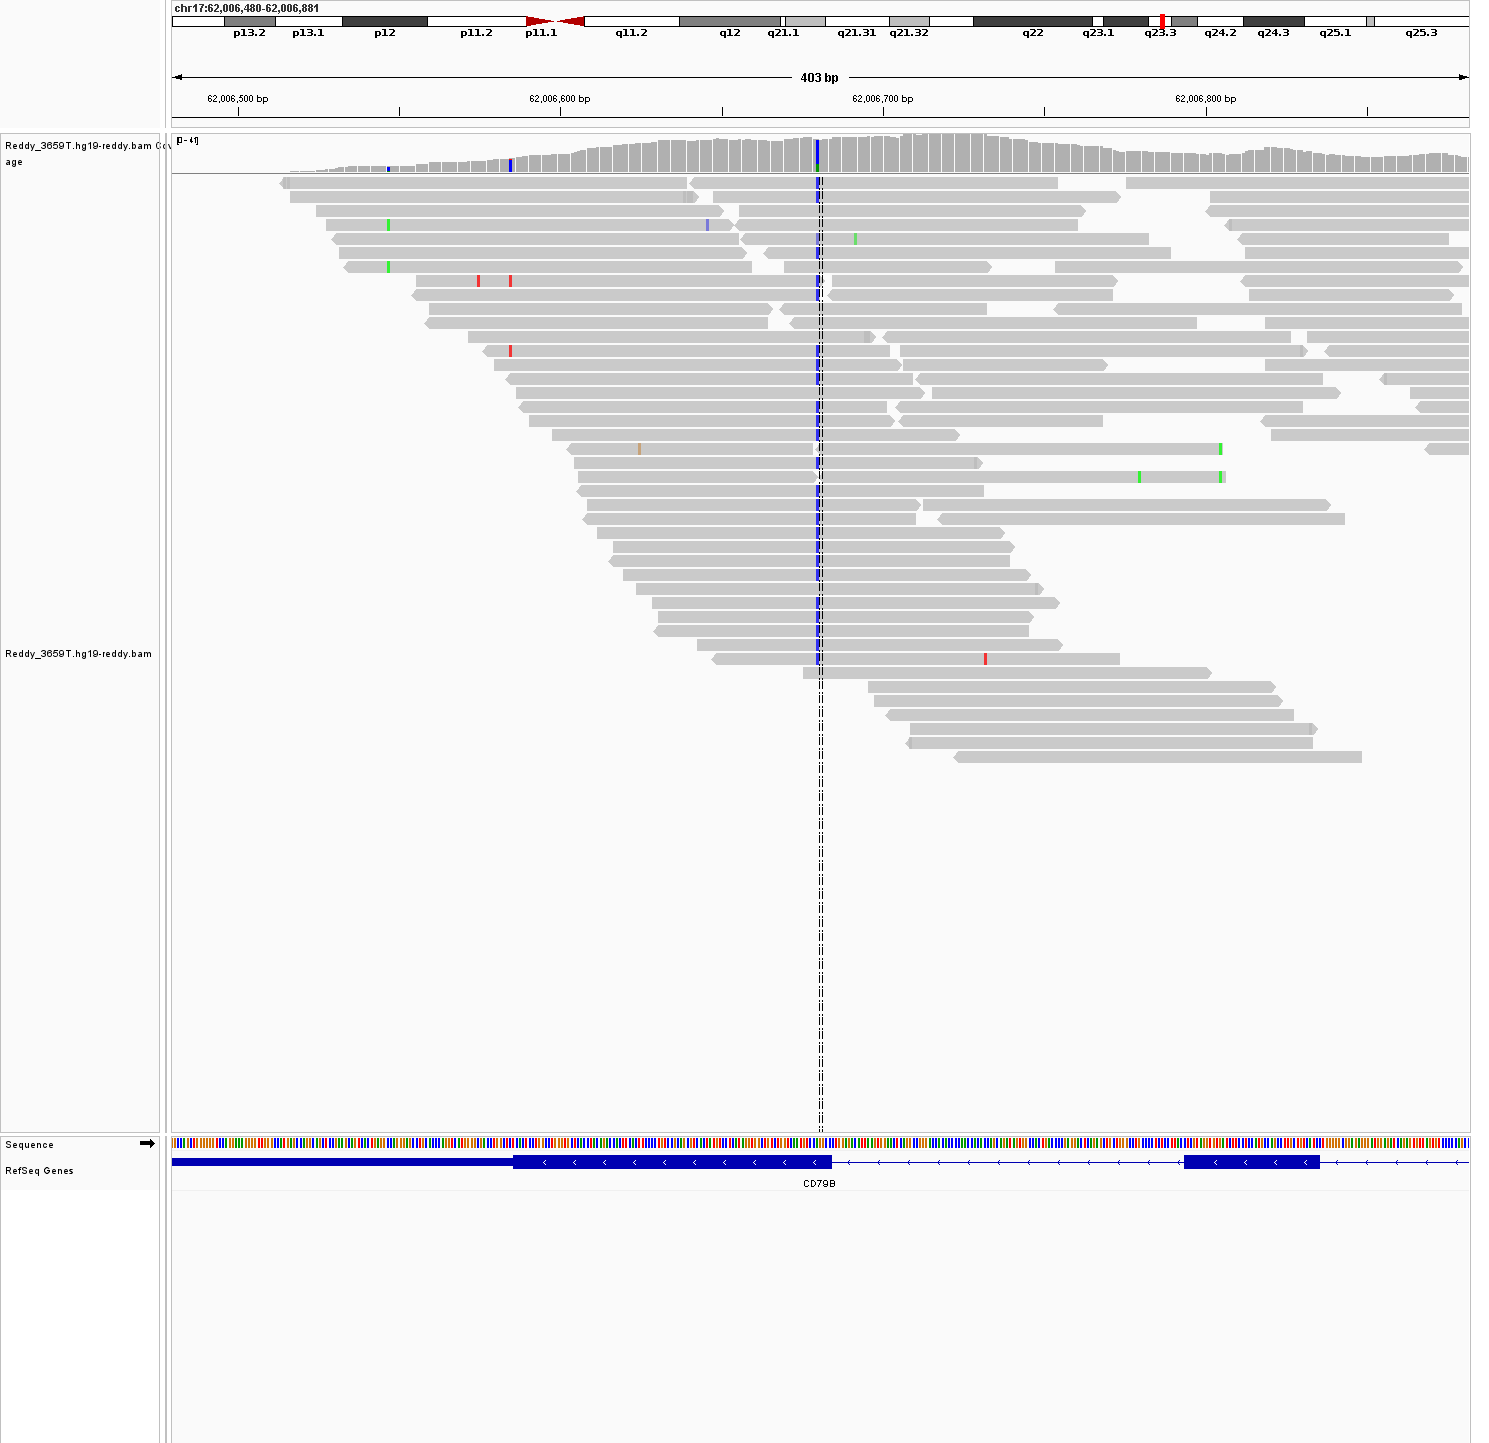 chr17:62,006,480-62,006,881
p13.2 p13.1 p12 p11.2 p11.1 q11.2 q12 q21.1 q21.31 q21.32 q22 q23.1 q23.3 q24.2 q24.3 q25.1 q25.3
403 bp
62,006,500 bp 62,006,600 bp 62,006,700 bp 62,006,800 bp
Reddy_3659T.hg19-reddy.bam Cov
age
[0 - 41]
Reddy_3659T.hg19-reddy.bam
Sequence
RefSeq Genes
CD79B